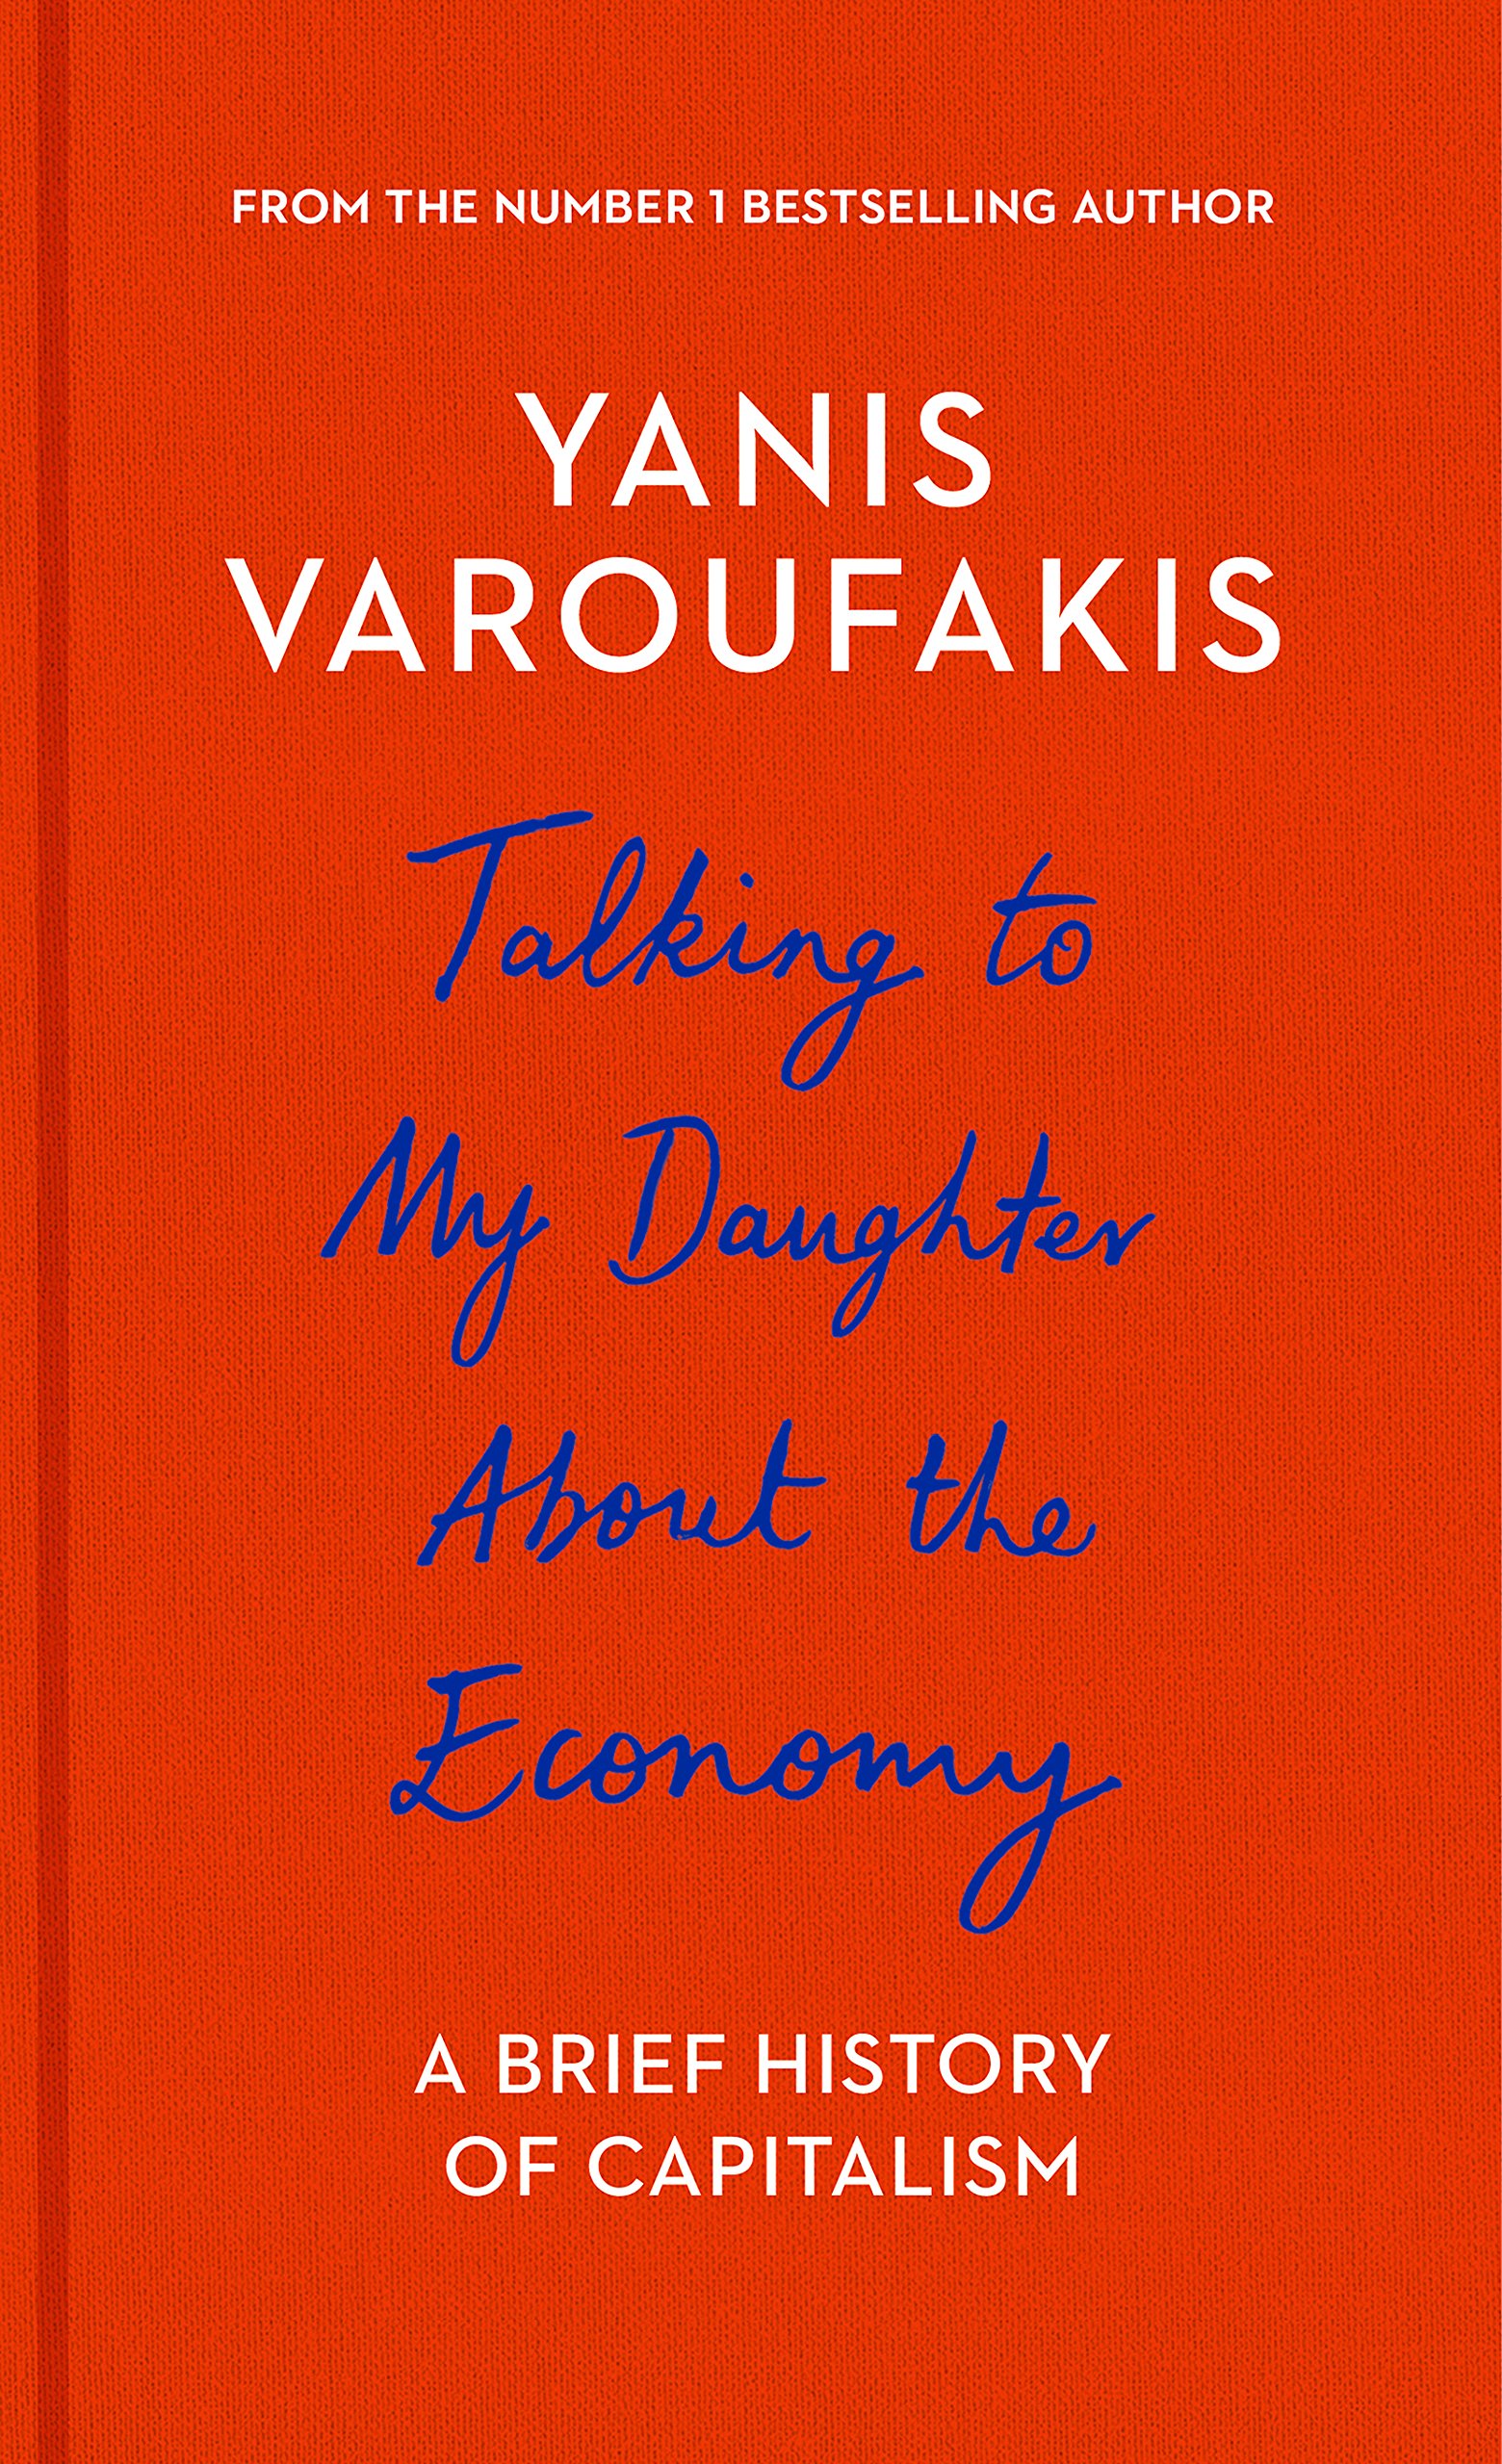 FROM THE NUMBER 1 BESTSELLING AUTHOR
YANIS
VAROUFAKIS
Talking to
My Daughter
About the
Economy
A BRIEF HISTORY
OF CAPITALISM